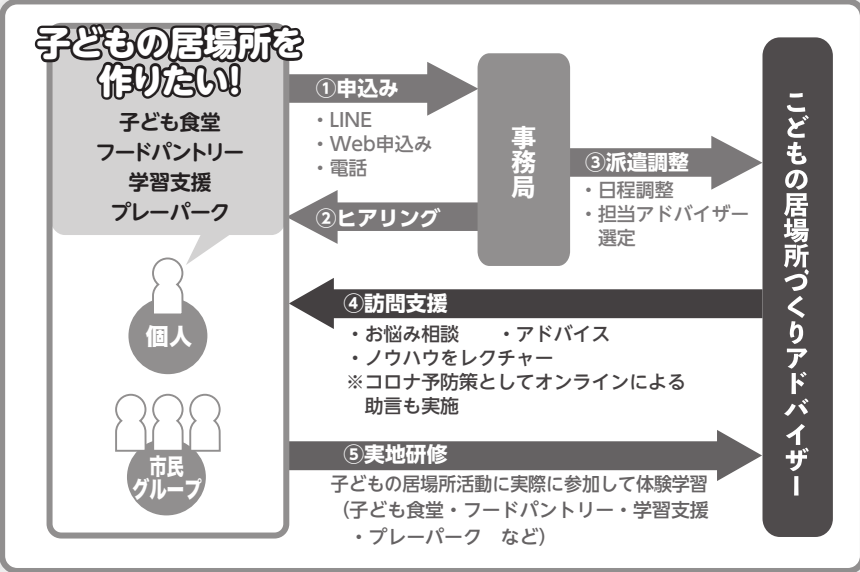 子どもの居場所を
作りたい!
子ども食堂
フードパントリー
学習支援
プレーパーク
個人
市民
グループ
①申込み
・LINE
・Web申込み
・電話
②ヒアリング
事務局
③派遣調整
・日程調整
・担当アドバイザー
選定
④訪問支援
・お悩み相談　・アドバイス
・ノウハウをレクチャー
※コロナ予防策としてオンラインによる
助言も実施
⑤実地研修
子どもの居場所活動に実際に参加して体験学習
（子ども食堂・フードパントリー・学習支援
・プレーパーク　など）
こどもの居場所づくりアドバイザー